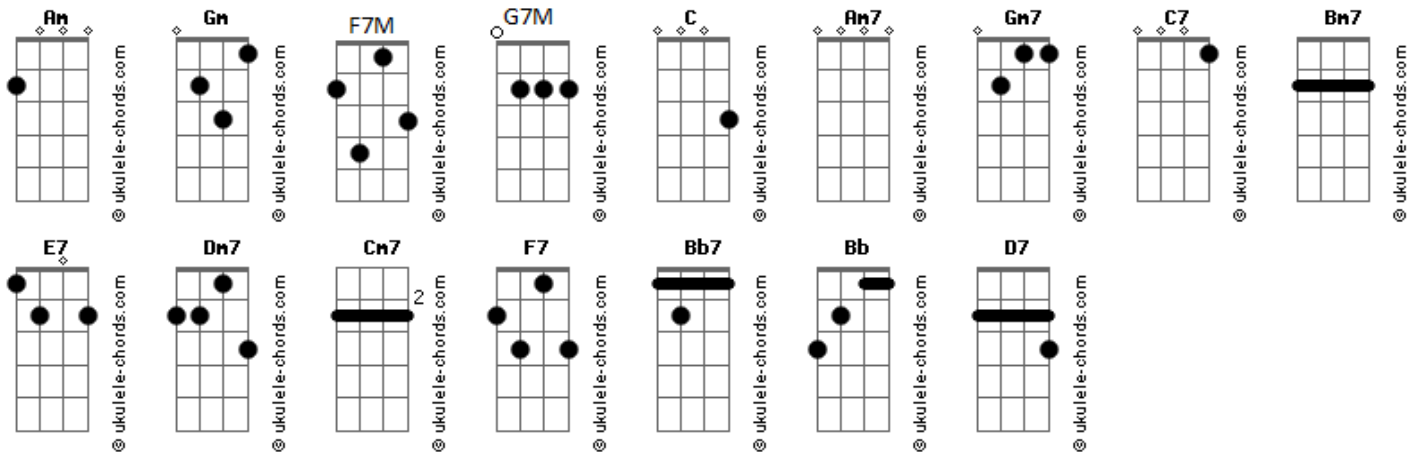 Am Gm F7M G7M C Am7 Gm7 C7 Bm7
© ukulele-chords.com © ukulele-chords.com © ukulele-chords.com © ukulele-chords.com © ukulele-chords.com © ukulele-chords.com © ukulele-chords.com © ukulele-chords.com © ukulele-chords.com
E7 Dm7 Cm7 F7 Bb7 Bb D7
2
© ukulele-chords.com © ukulele-chords.com © ukulele-chords.com © ukulele-chords.com © ukulele-chords.com © ukulele-chords.com © ukulele-chords.com